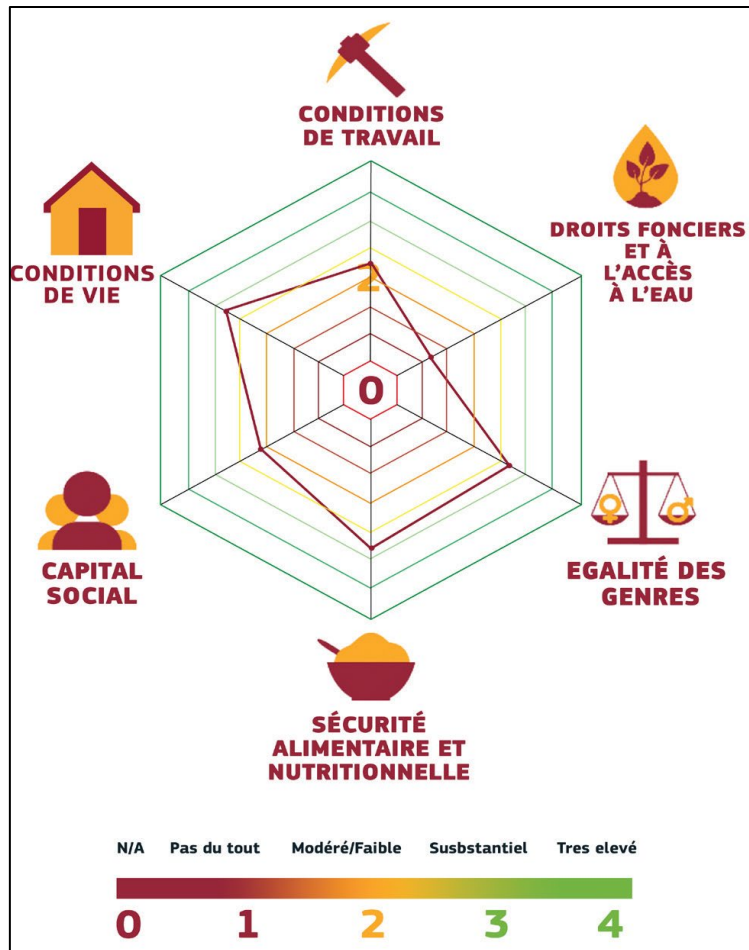 CONDITIONS
DE TRAVAIL
DROITS FONCIERS
ET À
L'ACCÈS
À L'EAU
CONDITIONS
DE VIE
2
0
CAPITAL
SOCIAL
EGALITÉ DES
GENRES
SÉCURITÉ
ALIMENTAIRE ET
NUTRITIONNELLE
N/A Pas du tout Modéré/Faible Susbstantiel Tres elevé
0 1 2 3 4